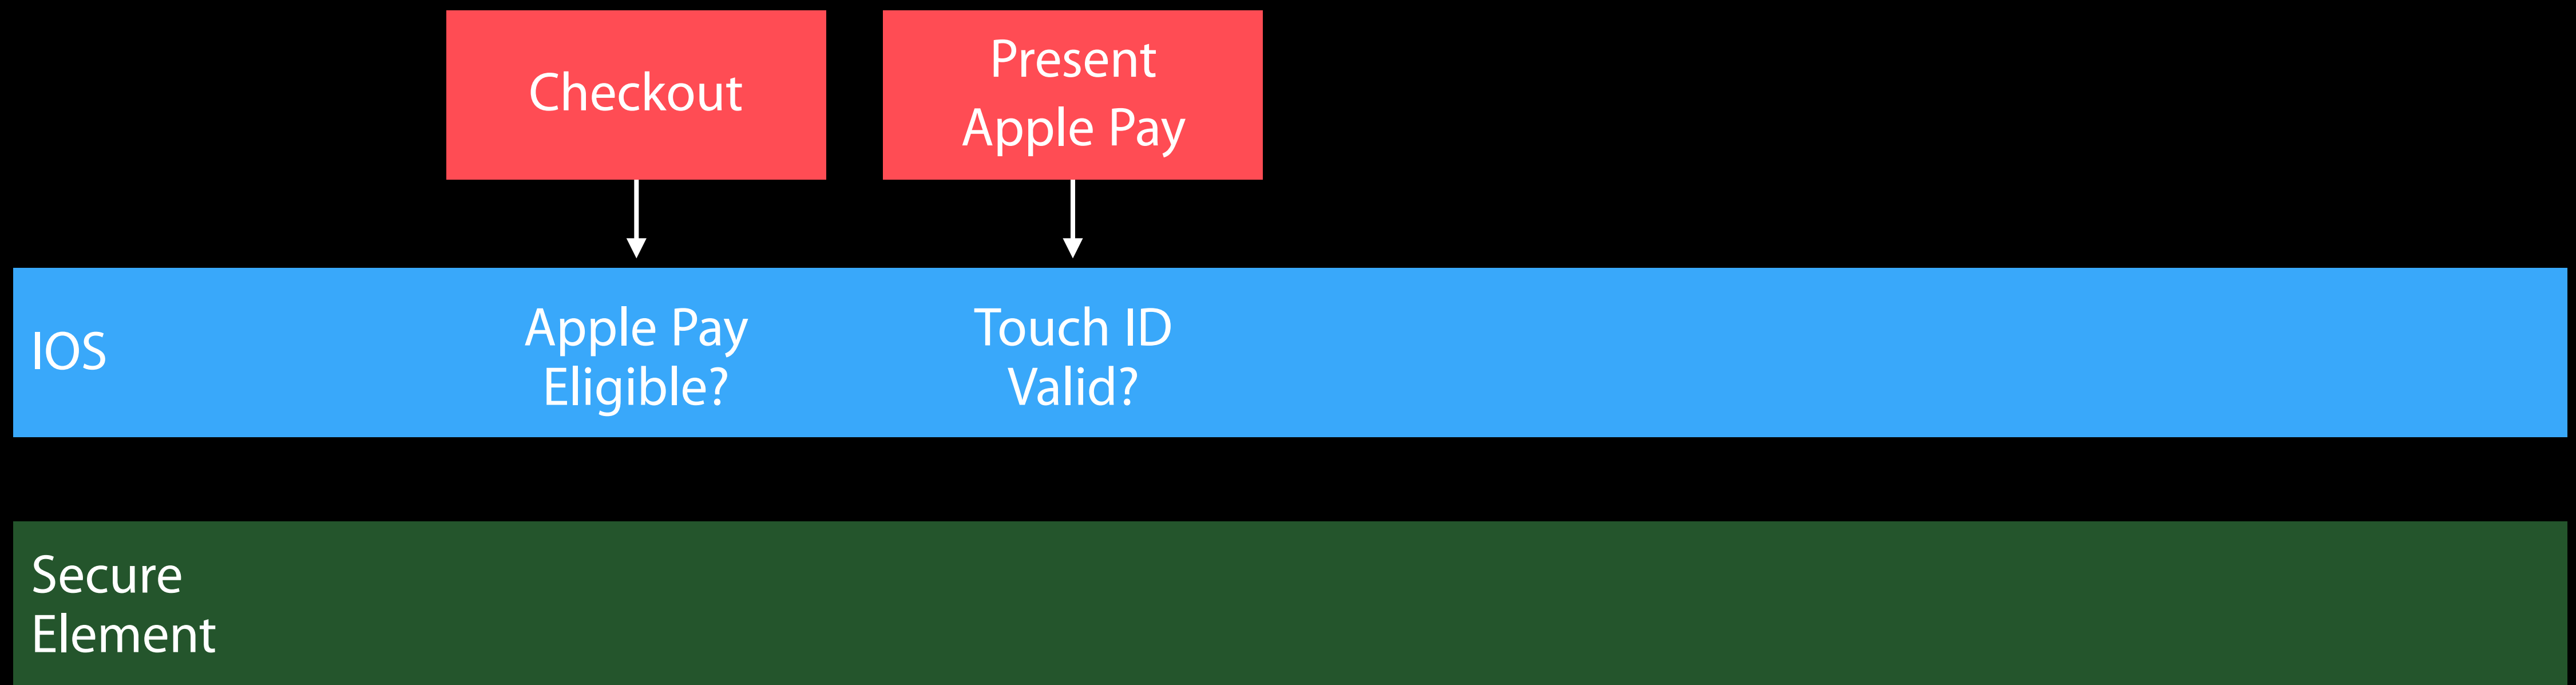 Checkout
Present
Apple Pay
IOS
Apple Pay
Eligible?
Touch ID
Valid?
Secure
Element